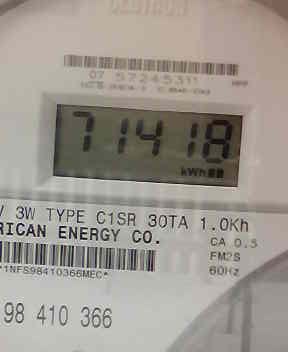 CENTRON
07 57245311
71418
kWh
V 3W TYPE C1SR 30TA 1.0Kh
RICAN ENERGY CO.
CA 0.5
FM2S
60Hz
*1NFS98410366MEC*
98 410 366